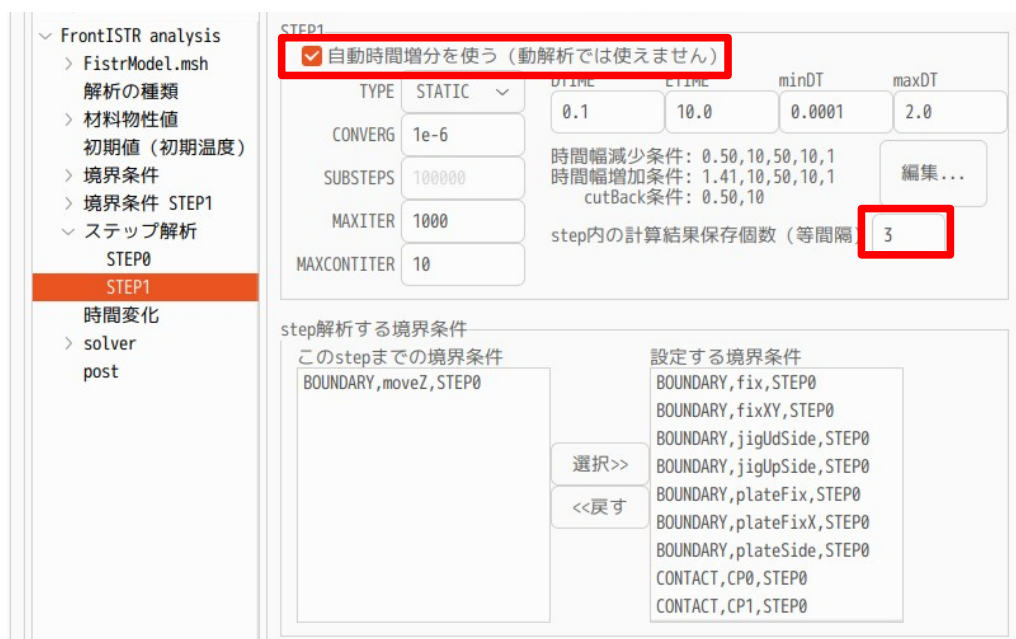 FrontISTR analysis
FistrModel.msh
解析の種類
材料物性値
初期値（初期温度）
境界条件
境界条件 STEP1
ステップ解析
STEP0
STEP1
時間変化
solver
post
STEP1
自動時間増分を使う（動解析では使えません）
TYPE STATIC
CONVERG 1e-6
SUBSTEPS 100000
MAXITER 1000
MAXCONTITER 10
DTIME ETIME minDT maxDT
0.1 10.0 0.0001 2.0
時間幅減少条件: 0.50,10,50,10,1
時間幅増加条件: 1.41,10,50,10,1
cutBack条件: 0.50,10
編集...
step内の計算結果保存個数（等間隔） 3
step解析する境界条件
このstepまでの境界条件
BOUNDARY,moveZ,STEP0
選択>>
<<戻す
設定する境界条件
BOUNDARY,fix,STEP0
BOUNDARY,fixXY,STEP0
BOUNDARY,jigUdSide,STEP0
BOUNDARY,jigUpSide,STEP0
BOUNDARY,plateFix,STEP0
BOUNDARY,plateFixX,STEP0
BOUNDARY,plateSide,STEP0
CONTACT,CP0,STEP0
CONTACT,CP1,STEP0